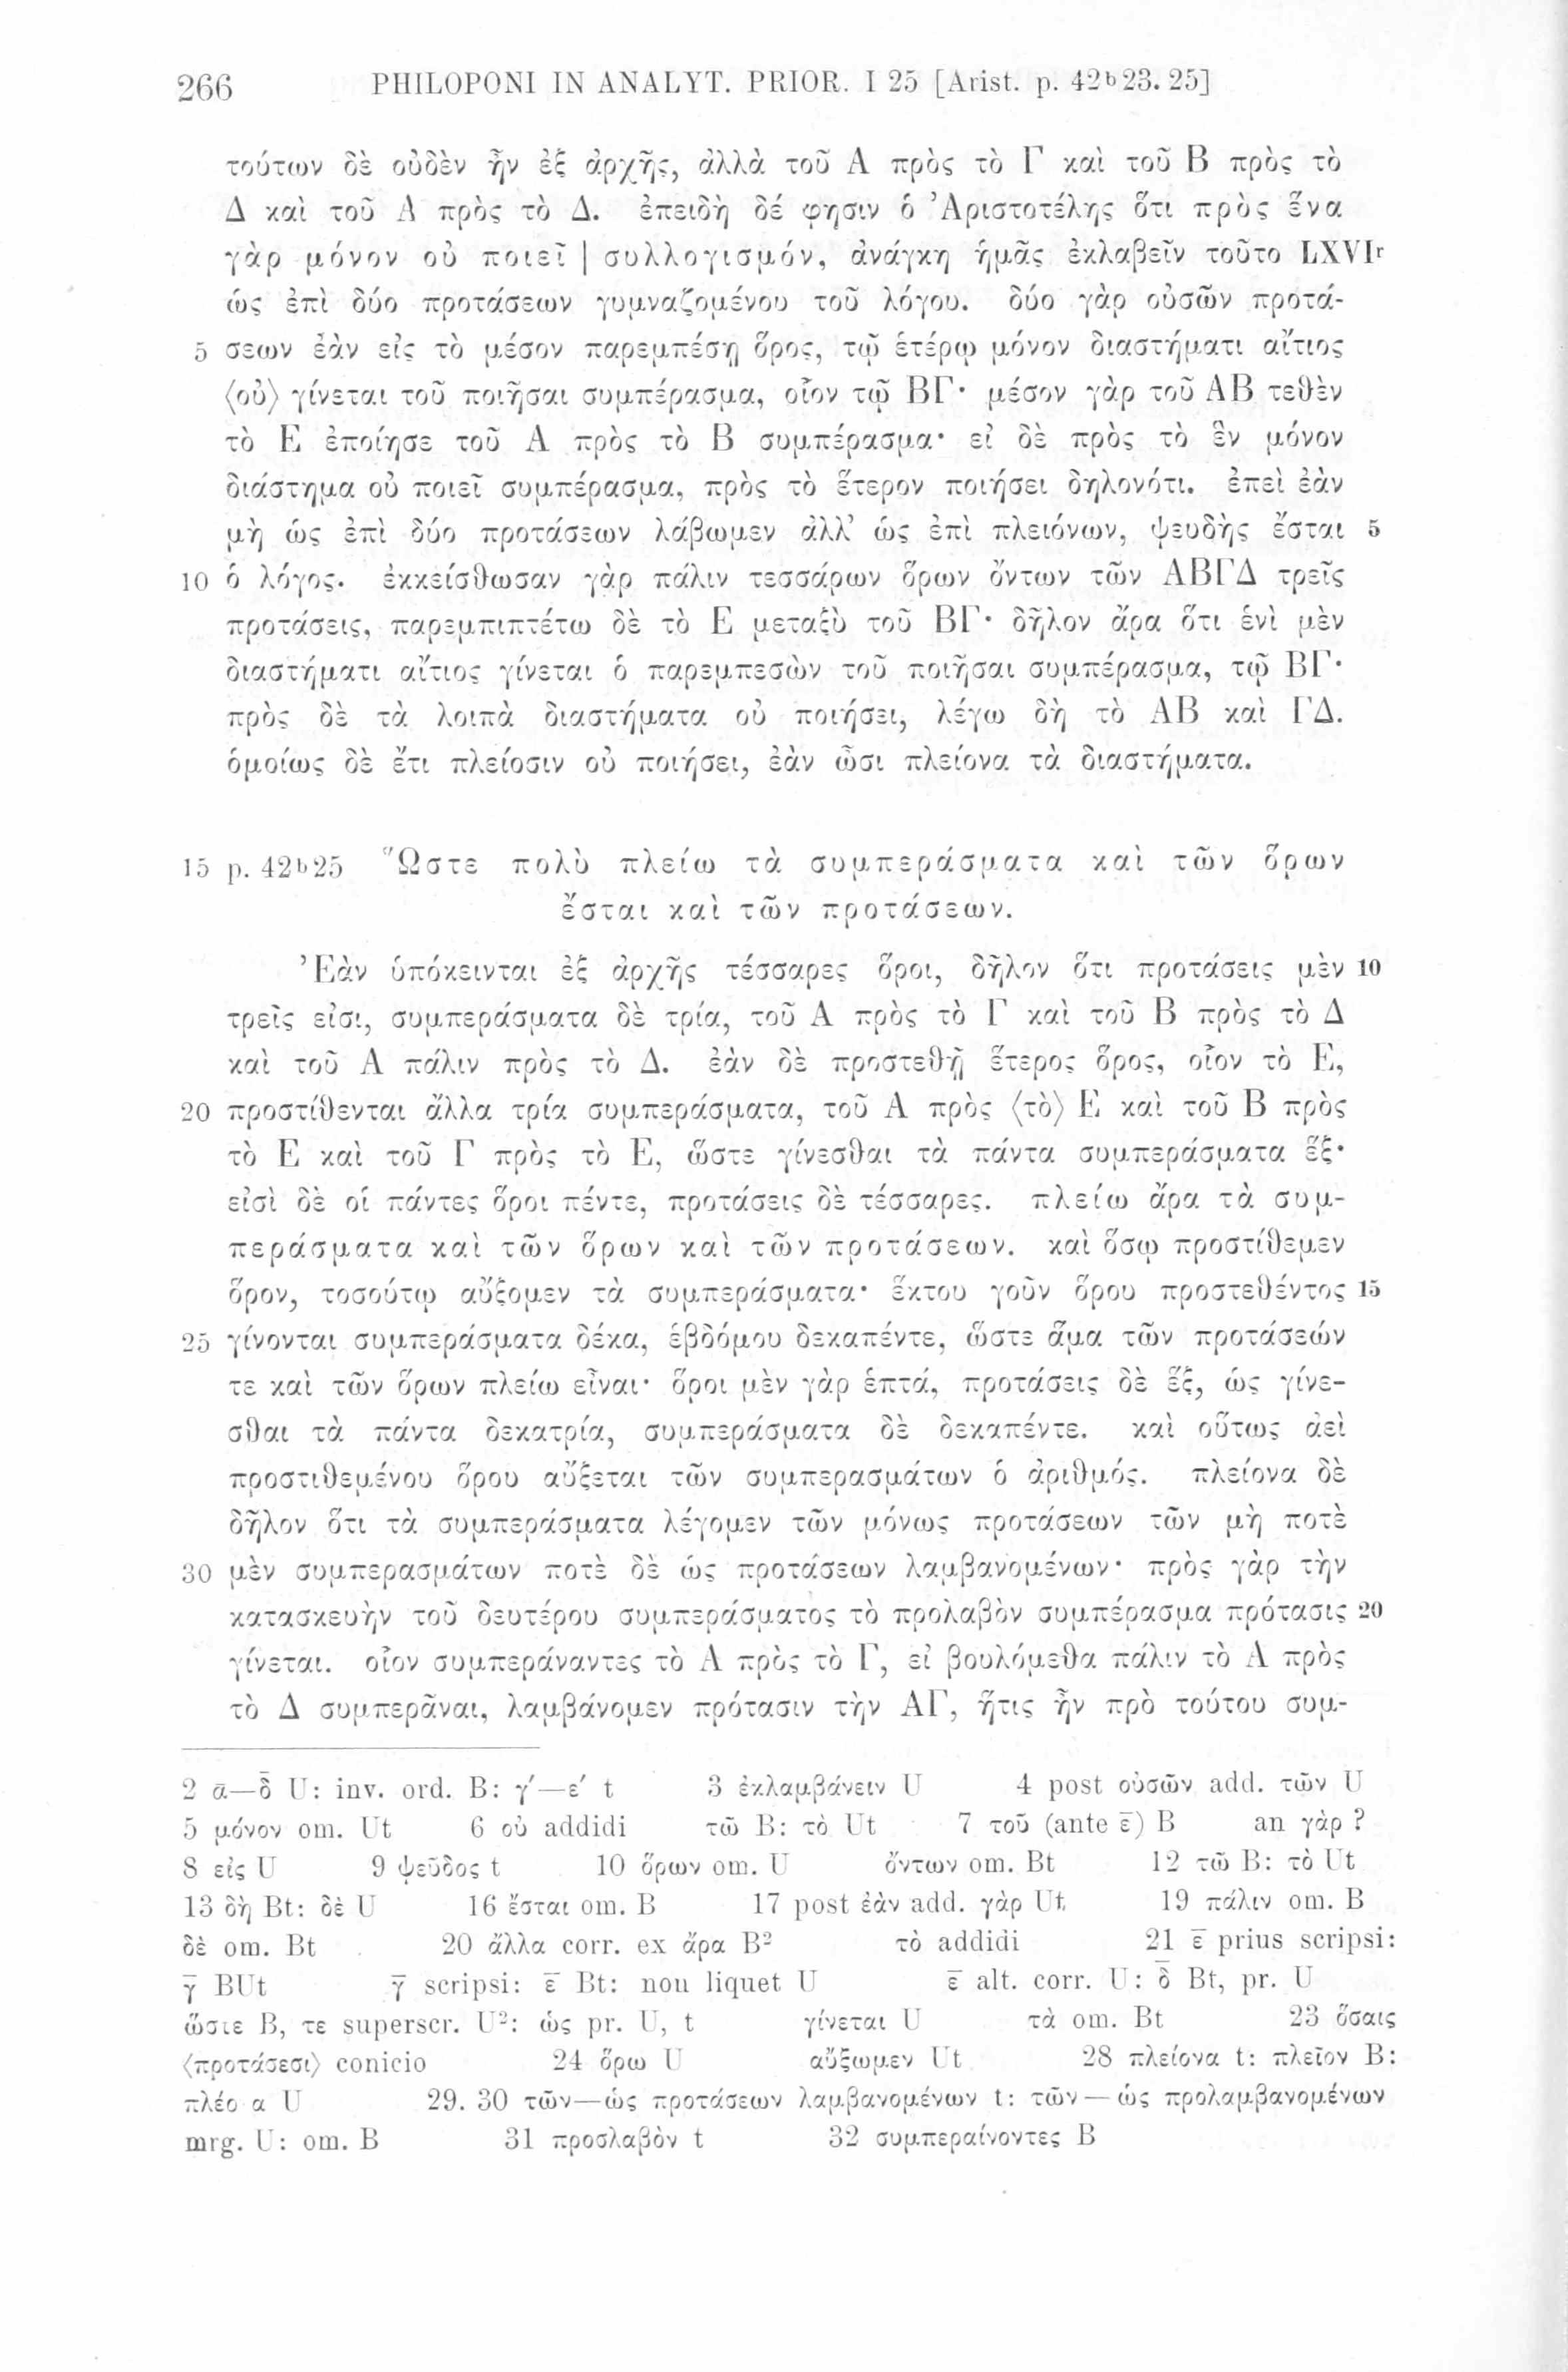 266 PHILOPONI IN ANALYT. PRIOR. I 25 [Arist. p. 42b23. 25]
τούτων δὲ οὐδὲν ἦν ἐξ ἀρχῆς, ἀλλὰ τοῦ Α πρὸς τὸ Γ καὶ τοῦ Β πρὸς τὸ
Δ καὶ τοῦ Α πρὸς τὸ Δ. ἐπειδὴ δέ φησιν ὁ Ἀριστοτέλης ὅτι πρὸς ἕνα
γὰρ μόνον οὐ ποιεῖ | συλλογισμόν, ἀνάγκη ἡμᾶς ἐκλαβεῖν τοῦτο LXVIr
ὡς ἐπὶ δύο προτάσεων γυμναζομένου τοῦ λόγου. δύο γὰρ οὐσῶν προτά-
5 σεων ἐὰν εἰς τὸ μέσον παρεμπέσῃ ὅρος, τῷ ἑτέρῳ μόνον διαστήματι αἴτιος
⟨οὐ⟩ γίνεται τοῦ ποιῆσαι συμπέρασμα, οἷον τῷ ΒΓ· μέσον γὰρ τοῦ ΑΒ τεθὲν
τὸ Ε ἐποίησε τοῦ Α πρὸς τὸ Β συμπέρασμα· εἰ δὲ πρὸς τὸ ἓν μόνον
διάστημα οὐ ποιεῖ συμπέρασμα, πρὸς τὸ ἕτερον ποιήσει δηλονότι. ἐπεὶ ἐὰν
μὴ ὡς ἐπὶ δύο προτάσεων λάβωμεν ἀλλ’ ὡς ἐπὶ πλειόνων, ψευδὴς ἔσται 5
10 ὁ λόγος. ἐκκείσθωσαν γὰρ πάλιν τεσσάρων ὅρων ὄντων τῶν ΑΒΓΔ τρεῖς
προτάσεις, παρεμπιπτέτω δὲ τὸ Ε μεταξὺ τοῦ ΒΓ· δῆλον ἄρα ὅτι ἑνὶ μὲν
διαστήματι αἴτιος γίνεται ὁ παρεμπεσὼν τοῦ ποιῆσαι συμπέρασμα, τῷ ΒΓ·
πρὸς δὲ τὰ λοιπὰ διαστήματα οὐ ποιήσει, λέγω δὴ τὸ ΑΒ καὶ ΓΔ.
ὁμοίως δὲ ἔτι πλείοσιν οὐ ποιήσει, ἐὰν ὦσι πλείονα τὰ διαστήματα.
15 p. 42b25 Ὥστε πολὺ πλείω τὰ συμπεράσματα καὶ τῶν ὅρων
ἔσται καὶ τῶν προτάσεων.
Ἐὰν ὑπόκεινται ἐξ ἀρχῆς τέσσαρες ὅροι, δῆλον ὅτι προτάσεις μὲν 10
τρεῖς εἰσι, συμπεράσματα δὲ τρία, τοῦ Α πρὸς τὸ Γ καὶ τοῦ Β πρὸς τὸ Δ
καὶ τοῦ Α πάλιν πρὸς τὸ Δ. ἐὰν δὲ προστεθῇ ἕτερος ὅρος, οἷον τὸ Ε,
20 προστίθενται ἄλλα τρία συμπεράσματα, τοῦ Α πρὸς ⟨τὸ⟩ Ε καὶ τοῦ Β πρὸς
τὸ Ε καὶ τοῦ Γ πρὸς τὸ Ε, ὥστε γίνεσθαι τὰ πάντα συμπεράσματα ἕξ·
εἰσὶ δὲ οἱ πάντες ὅροι πέντε, προτάσεις δὲ τέσσαρες. πλείω ἄρα τὰ συμ-
περάσματα καὶ τῶν ὅρων καὶ τῶν προτάσεων. καὶ ὅσῳ προστίθεμεν
ὅρον, τοσούτῳ αὔξομεν τὰ συμπεράσματα· ἕκτου γοῦν ὅρου προστεθέντος 15
25 γίνονται συμπεράσματα δέκα, ἑβδόμου δεκαπέντε, ὥστε ἅμα τῶν προτάσεών
τε καὶ τῶν ὅρων πλείω εἶναι· ὅροι μὲν γὰρ ἑπτά, προτάσεις δὲ ἕξ, ὡς γίνε-
σθαι τὰ πάντα δεκατρία, συμπεράσματα δὲ δεκαπέντε. καὶ οὕτως ἀεὶ
προστιθεμένου ὅρου αὔξεται τῶν συμπερασμάτων ὁ ἀριθμός. πλείονα δὲ
δῆλον ὅτι τὰ συμπεράσματα λέγομεν τῶν μόνως προτάσεων τῶν μὴ ποτὲ
30 μὲν συμπερασμάτων ποτὲ δὲ ὡς προτάσεων λαμβανομένων· πρὸς γὰρ τὴν
κατασκευὴν τοῦ δευτέρου συμπεράσματος τὸ προλαβὸν συμπέρασμα πρότασις 20
γίνεται. οἷον συμπεράναντες τὸ Α πρὸς τὸ Γ, εἰ βουλόμεθα πάλιν τὸ Α πρὸς
τὸ Δ συμπερᾶναι, λαμβάνομεν πρότασιν τὴν ΑΓ, ἥτις ἦν πρὸ τούτου συμ-
2 ᾱ—δ̄ U: inv. ord. B: γ′—ε′ t 3 ἐκλαμβάνειν U 4 post οὐσῶν add. τῶν U
5 μόνον om. Ut 6 οὐ addidi τῶ B: τὸ Ut 7 τοῦ (ante ε̄) B an γὰρ ?
8 εἰς U 9 ψεῦδος t 10 ὅρων om. U ὄντων om. Bt 12 τῶ B: τὸ Ut
13 δὴ Bt: δὲ U 16 ἔσται om. B 17 post ἐὰν add. γὰρ Ut 19 πάλιν om. B
δὲ om. Bt 20 ἄλλα corr. ex ἄρα B² τὸ addidi 21 ε̄ prius scripsi:
γ̄ BUt γ̄ scripsi: ε̄ Bt: non liquet U ε̄ alt. corr. U: δ̄ Bt, pr. U
ὥστε B, τε superscr. U²: ὡς pr. U, t γίνεται U τὰ om. Bt 23 ὅσαις
⟨προτάσεσι⟩ conicio 24 ὅρω U αὔξωμεν Ut 28 πλείονα t: πλεῖον B:
πλέο α U 29. 30 τῶν—ὡς προτάσεων λαμβανομένων t: τῶν — ὡς προλαμβανομένων
mrg. U: om. B 31 προσλαβὸν t 32 συμπεραίνοντες B